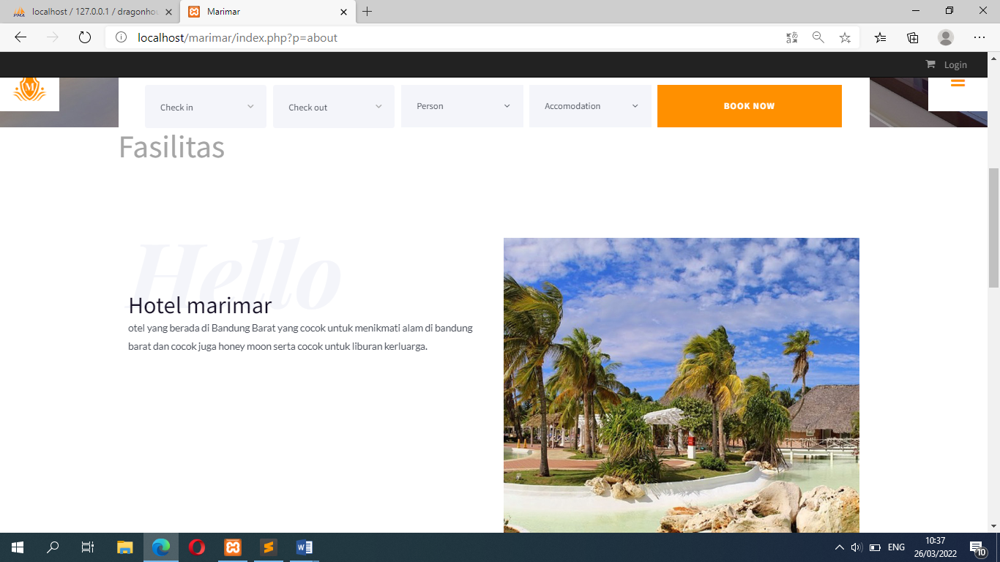 localhost / 127.0.0.1 / dragonhou
Marimar
localhost/marimar/index.php?p=about
Login
M
Check in
Check out
Person
Accomodation
BOOK NOW
Fasilitas
Hello
Hotel marimar
otel yang berada di Bandung Barat yang cocok untuk menikmati alam di bandung
barat dan cocok juga honey moon serta cocok untuk liburan kerluarga.
ENG
10:37
26/03/2022
10